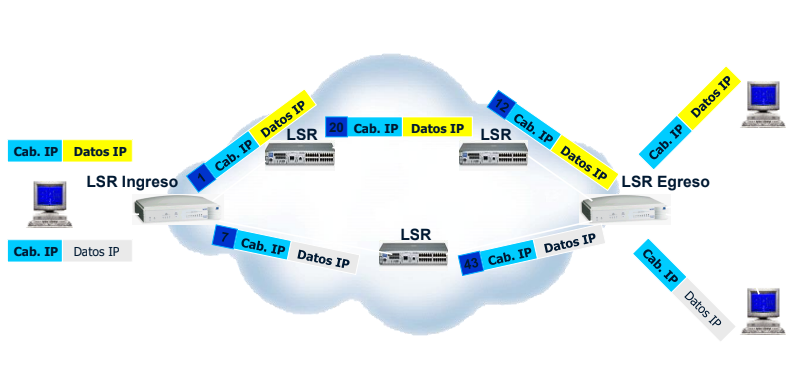 1 Cab. IP Datos IP
20 Cab. IP Datos IP
12 Cab. IP Datos IP
Cab. IP Datos IP
LSR
LSR
Cab. IP Datos IP
LSR Ingreso
LSR Egreso
7 Cab. IP Datos IP
LSR
43 Cab. IP Datos IP
Cab. IP Datos IP
Cab. IP Datos IP